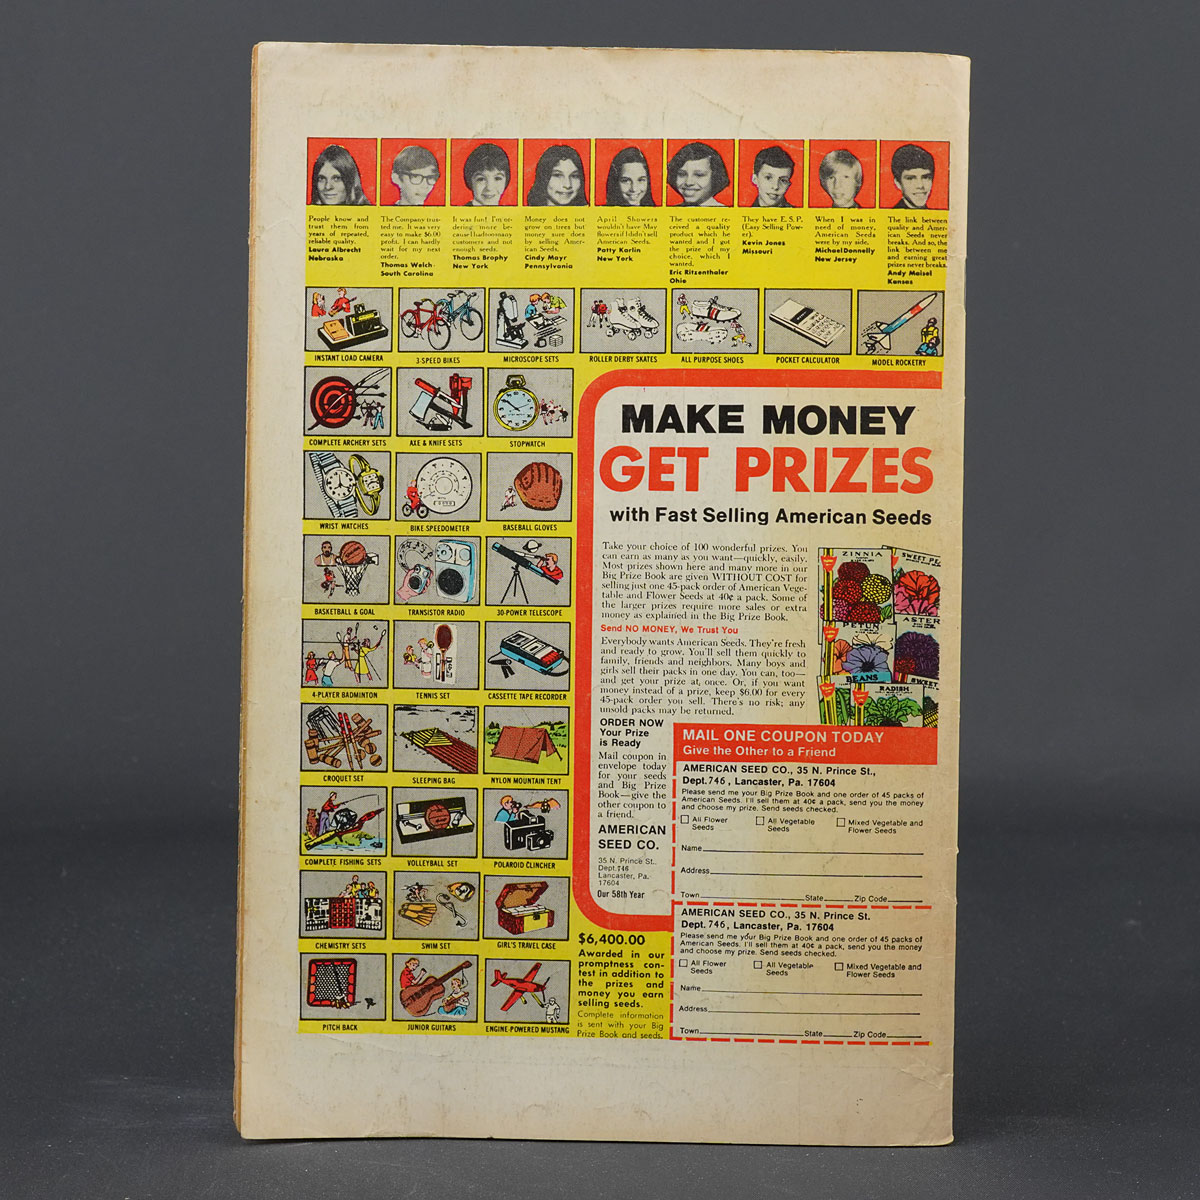 People know and
trust them from
years of repeated,
reliable quality.
Laura Albrecht
Nebraska
The Company trus-
ted me. It was very
easy to make $6.00
profit. I can hardly
wait for my next
order.
Thomas Welch
South Carolina
It was fun! I'm or-
dering more be-
cause I had so many
customers and not
enough seeds.
Thomas Brophy
New York
Money does not
grow on trees but
money sure does
by selling Amer-
ican Seeds.
Cindy Mayr
Pennsylvania
April Showers
wouldn't have May
flowers if I didn't sell
American Seeds.
Patty Karlin
New York
The customer re-
ceived a quality
product which he
wanted and I got
the prize of my
choice, which I
wanted.
Eric Ritzenthaler
Ohio
They have E. S. P.
(Easy Selling Pow-
er).
Kevin Jones
Missouri
When I was in
need of money,
American Seeds
were by my side.
Michael Donnelly
New Jersey
The link between
quality and Amer-
ican Seeds never
breaks. And so, the
link between me
and earning great
prizes never breaks.
Andy Maisel
Kansas
INSTANT LOAD CAMERA
3-SPEED BIKES
MICROSCOPE SETS
ROLLER DERBY SKATES
ALL PURPOSE SHOES
POCKET CALCULATOR
MODEL ROCKETRY
COMPLETE ARCHERY SETS
AXE & KNIFE SETS
STOPWATCH
WRIST WATCHES
BIKE SPEEDOMETER
BASEBALL GLOVES
BASKETBALL & GOAL
TRANSISTOR RADIO
30-POWER TELESCOPE
4-PLAYER BADMINTON
TENNIS SET
CASSETTE TAPE RECORDER
CROQUET SET
SLEEPING BAG
NYLON MOUNTAIN TENT
COMPLETE FISHING SETS
VOLLEYBALL SET
POLAROID CLINCHER
CHEMISTRY SETS
SWIM SET
GIRL'S TRAVEL CASE
PITCH BACK
JUNIOR GUITARS
ENGINE-POWERED MUSTANG
MAKE MONEY
GET PRIZES
with Fast Selling American Seeds
Take your choice of 100 wonderful prizes. You
can earn as many as you want—quickly, easily.
Most prizes shown here and many more in our
Big Prize Book are given WITHOUT COST for
selling just one 45-pack order of American Vege-
table and Flower Seeds at 40¢ a pack. Some of
the larger prizes require more sales or extra
money as explained in the Big Prize Book.
Send NO MONEY, We Trust You
Everybody wants American Seeds. They're fresh
and ready to grow. You'll sell them quickly to
family, friends and neighbors. Many boys and
girls sell their packs in one day. You can, too—
and get your prize at once. Or, if you want
money instead of a prize, keep $6.00 for every
45-pack order you sell. There's no risk; any
unsold packs may be returned.
ZINNIA
SWEET PE
ASTER
PETUN
BEANS
SWEET
RADISH
ORDER NOW
Your Prize
is Ready
Mail coupon in
envelope today
for your seeds
and Big Prize
Book—give the
other coupon to
a friend.
AMERICAN
SEED CO.
35 N. Prince St.,
Dept. 746
Lancaster, Pa.
17604
Our 58th Year
MAIL ONE COUPON TODAY
Give the Other to a Friend
AMERICAN SEED CO., 35 N. Prince St.,
Dept. 746, Lancaster, Pa. 17604
Please send me your Big Prize Book and one order of 45 packs of
American Seeds. I'll sell them at 40¢ a pack, send you the money
and choose my prize. Send seeds checked.
All Flower
Seeds
All Vegetable
Seeds
Mixed Vegetable and
Flower Seeds
Name
Address
Town State Zip Code
AMERICAN SEED CO., 35 N. Prince St.
Dept. 746, Lancaster, Pa. 17604
Please send me your Big Prize Book and one order of 45 packs of
American Seeds. I'll sell them at 40¢ a pack, send you the money
and choose my prize. Send seeds checked.
All Flower
Seeds
All Vegetable
Seeds
Mixed Vegetable and
Flower Seeds
Name
Address
Town State Zip Code
$6,400.00
Awarded in our
promptness con-
test in addition to
the prizes and
money you earn
selling seeds.
Complete information
is sent with your Big
Prize Book and seeds.